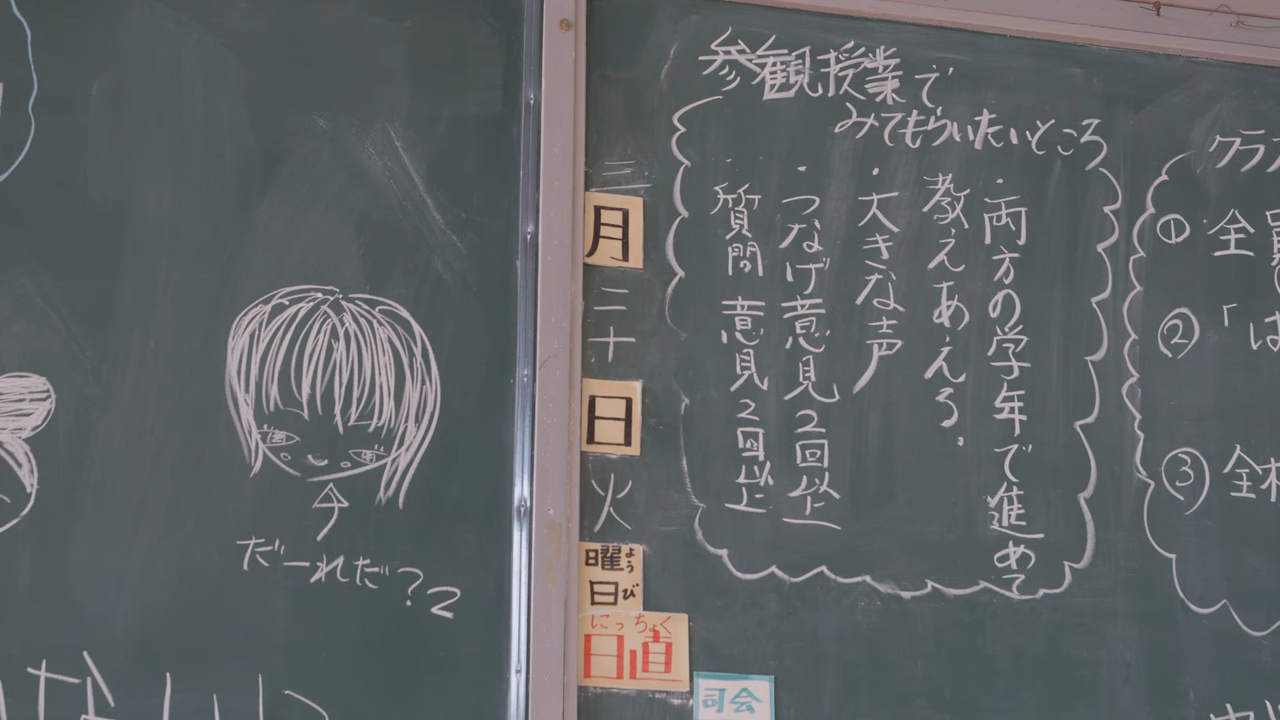 参観授業で
みてもらいたいところ
・両方の学年で進めて
教えあえる。
・大きな声
・つなげ意見2回以上
・質問 意見2回以上
三
月
二十
日
火
曜日
ようび
にっちょく
日直
司会
クラ
① 全員
② 「は
③ 全
だーれだ?2